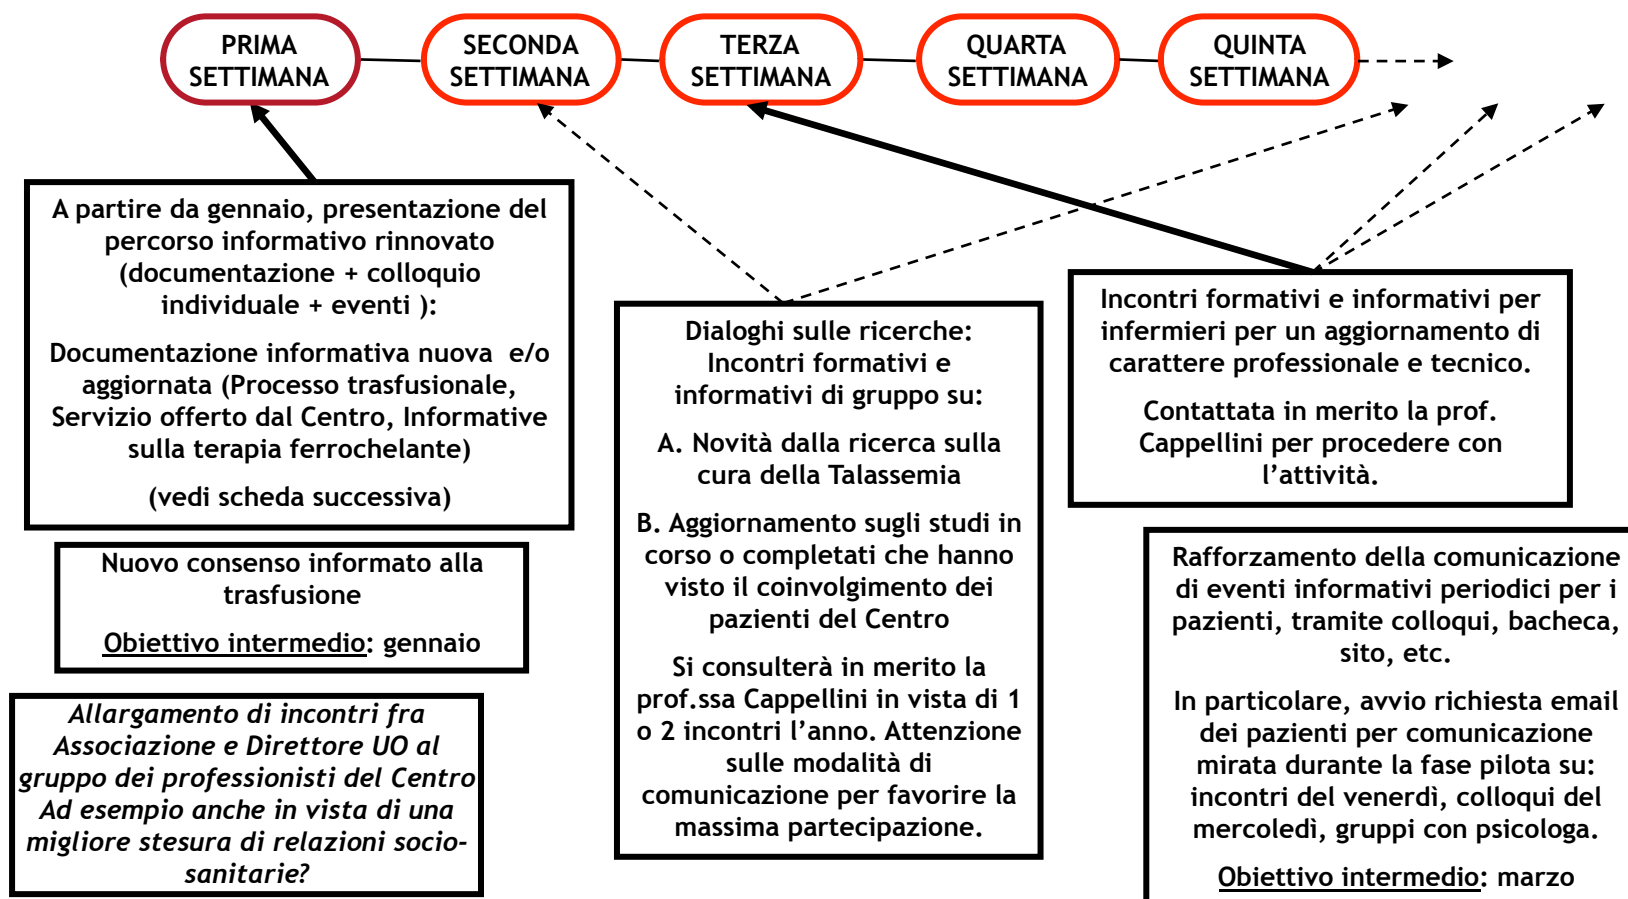 PRIMA
SETTIMANA
SECONDA
SETTIMANA
TERZA
SETTIMANA
QUARTA
SETTIMANA
QUINTA
SETTIMANA
A partire da gennaio, presentazione del
percorso informativo rinnovato
(documentazione + colloquio
individuale + eventi ):
Documentazione informativa nuova e/o
aggiornata (Processo trasfusionale,
Servizio offerto dal Centro, Informative
sulla terapia ferrochelante)
(vedi scheda successiva)
Nuovo consenso informato alla
trasfusione
Obiettivo intermedio: gennaio
Allargamento di incontri fra
Associazione e Direttore UO al
gruppo dei professionisti del Centro
Ad esempio anche in vista di una
migliore stesura di relazioni socio-
sanitarie?
Dialoghi sulle ricerche:
Incontri formativi e
informativi di gruppo su:
A. Novità dalla ricerca sulla
cura della Talassemia
B. Aggiornamento sugli studi in
corso o completati che hanno
visto il coinvolgimento dei
pazienti del Centro
Si consulterà in merito la
prof.ssa Cappellini in vista di 1
o 2 incontri l’anno. Attenzione
sulle modalità di
comunicazione per favorire la
massima partecipazione.
Incontri formativi e informativi per
infermieri per un aggiornamento di
carattere professionale e tecnico.
Contattata in merito la prof.
Cappellini per procedere con
l’attività.
Rafforzamento della comunicazione
di eventi informativi periodici per i
pazienti, tramite colloqui, bacheca,
sito, etc.
In particolare, avvio richiesta email
dei pazienti per comunicazione
mirata durante la fase pilota su:
incontri del venerdì, colloqui del
mercoledì, gruppi con psicologa.
Obiettivo intermedio: marzo